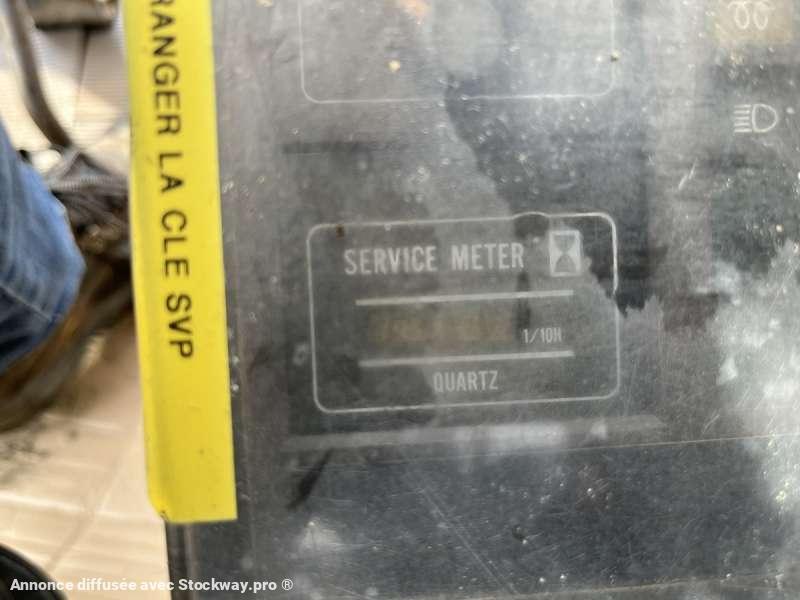 RANGER LA CLE SVP
SERVICE METER
1/10H
QUARTZ
Annonce diffusée avec Stockway.pro ®